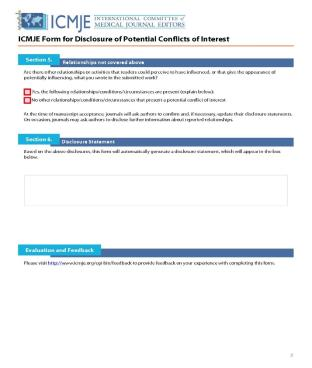 ICMJE INTERNATIONAL COMMITTEE of
MEDICAL JOURNAL EDITORS
ICMJE Form for Disclosure of Potential Conflicts of Interest
Section 5. Relationships not covered above
Are there other relationships or activities that readers could perceive to have influenced, or that give the appearance of
potentially influencing, what you wrote in the submitted work?
Yes, the following relationships/conditions/circumstances are present (explain below):
No other relationships/conditions/circumstances that present a potential conflict of interest
At the time of manuscript acceptance, journals will ask authors to confirm and, if necessary, update their disclosure statements.
On occasion, journals may ask authors to disclose further information about reported relationships.
Section 6. Disclosure Statement
Based on the above disclosures, this form will automatically generate a disclosure statement, which will appear in the box
below.
Evaluation and Feedback
Please visit http://www.icmje.org/cgi-bin/feedback to provide feedback on your experience with completing this form.